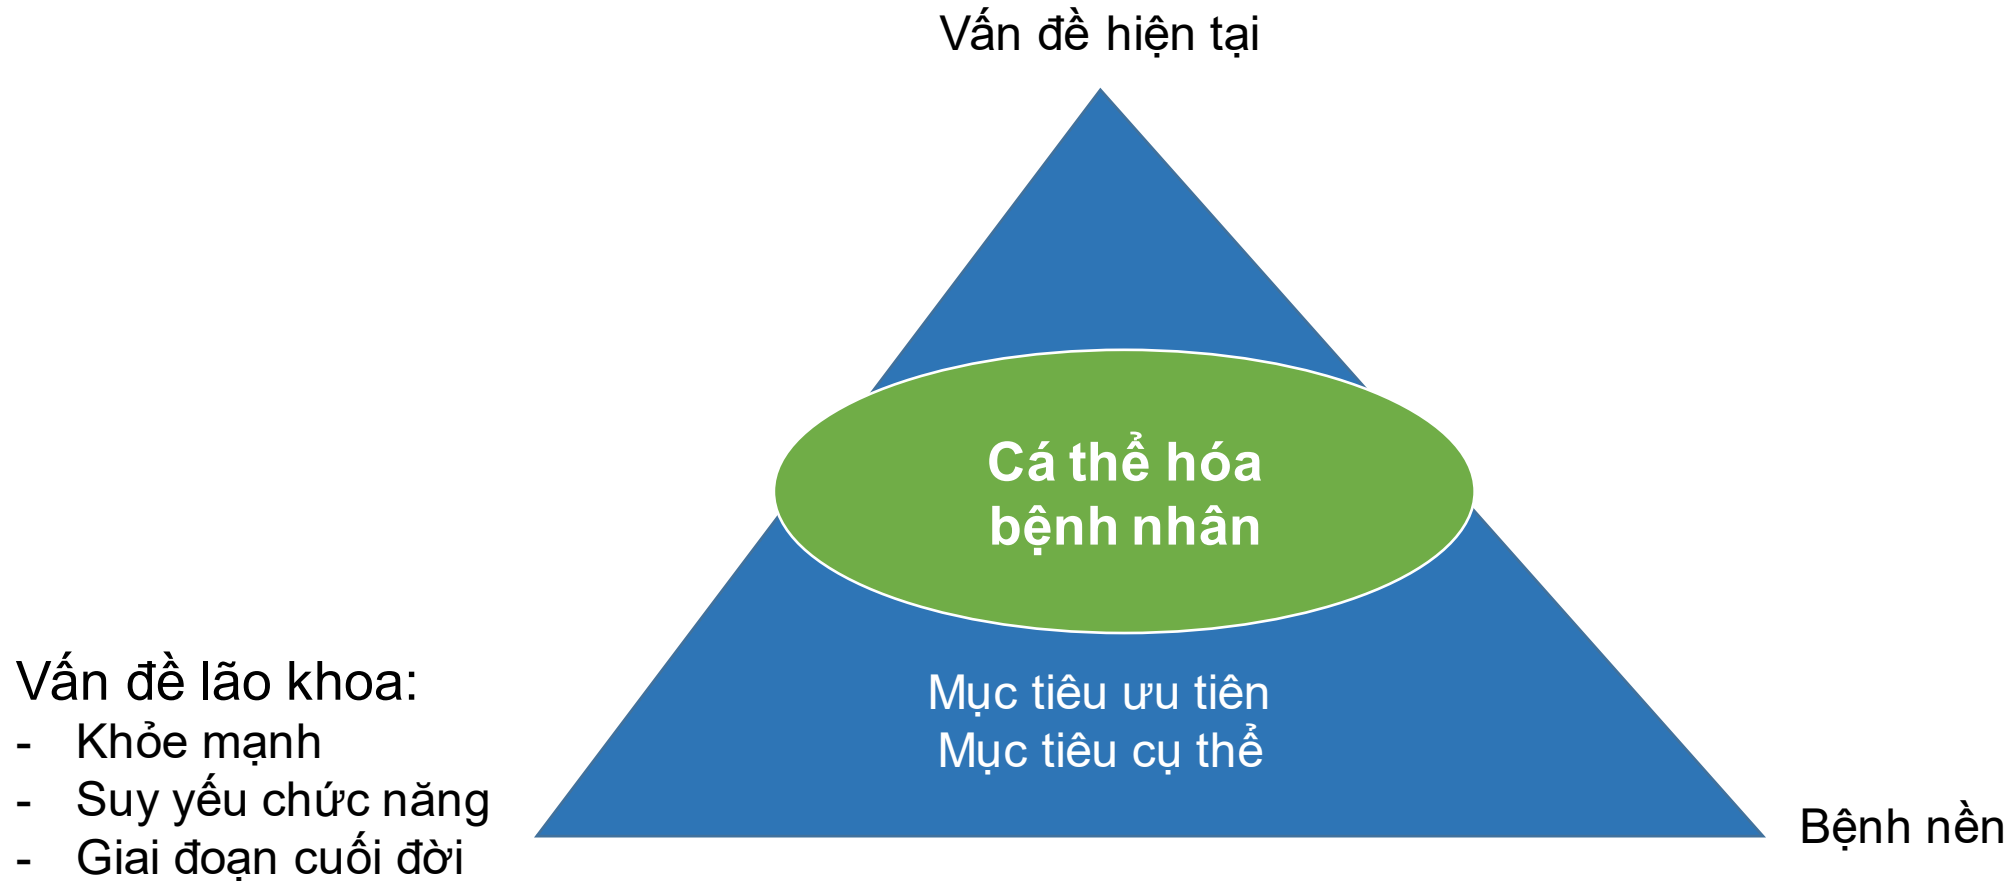 Vấn đề hiện tại
Cá thể hóa
bệnh nhân
Mục tiêu ưu tiên
Mục tiêu cụ thể
Vấn đề lão khoa:
- Khỏe mạnh
- Suy yếu chức năng
- Giai đoạn cuối đời
Bệnh nền